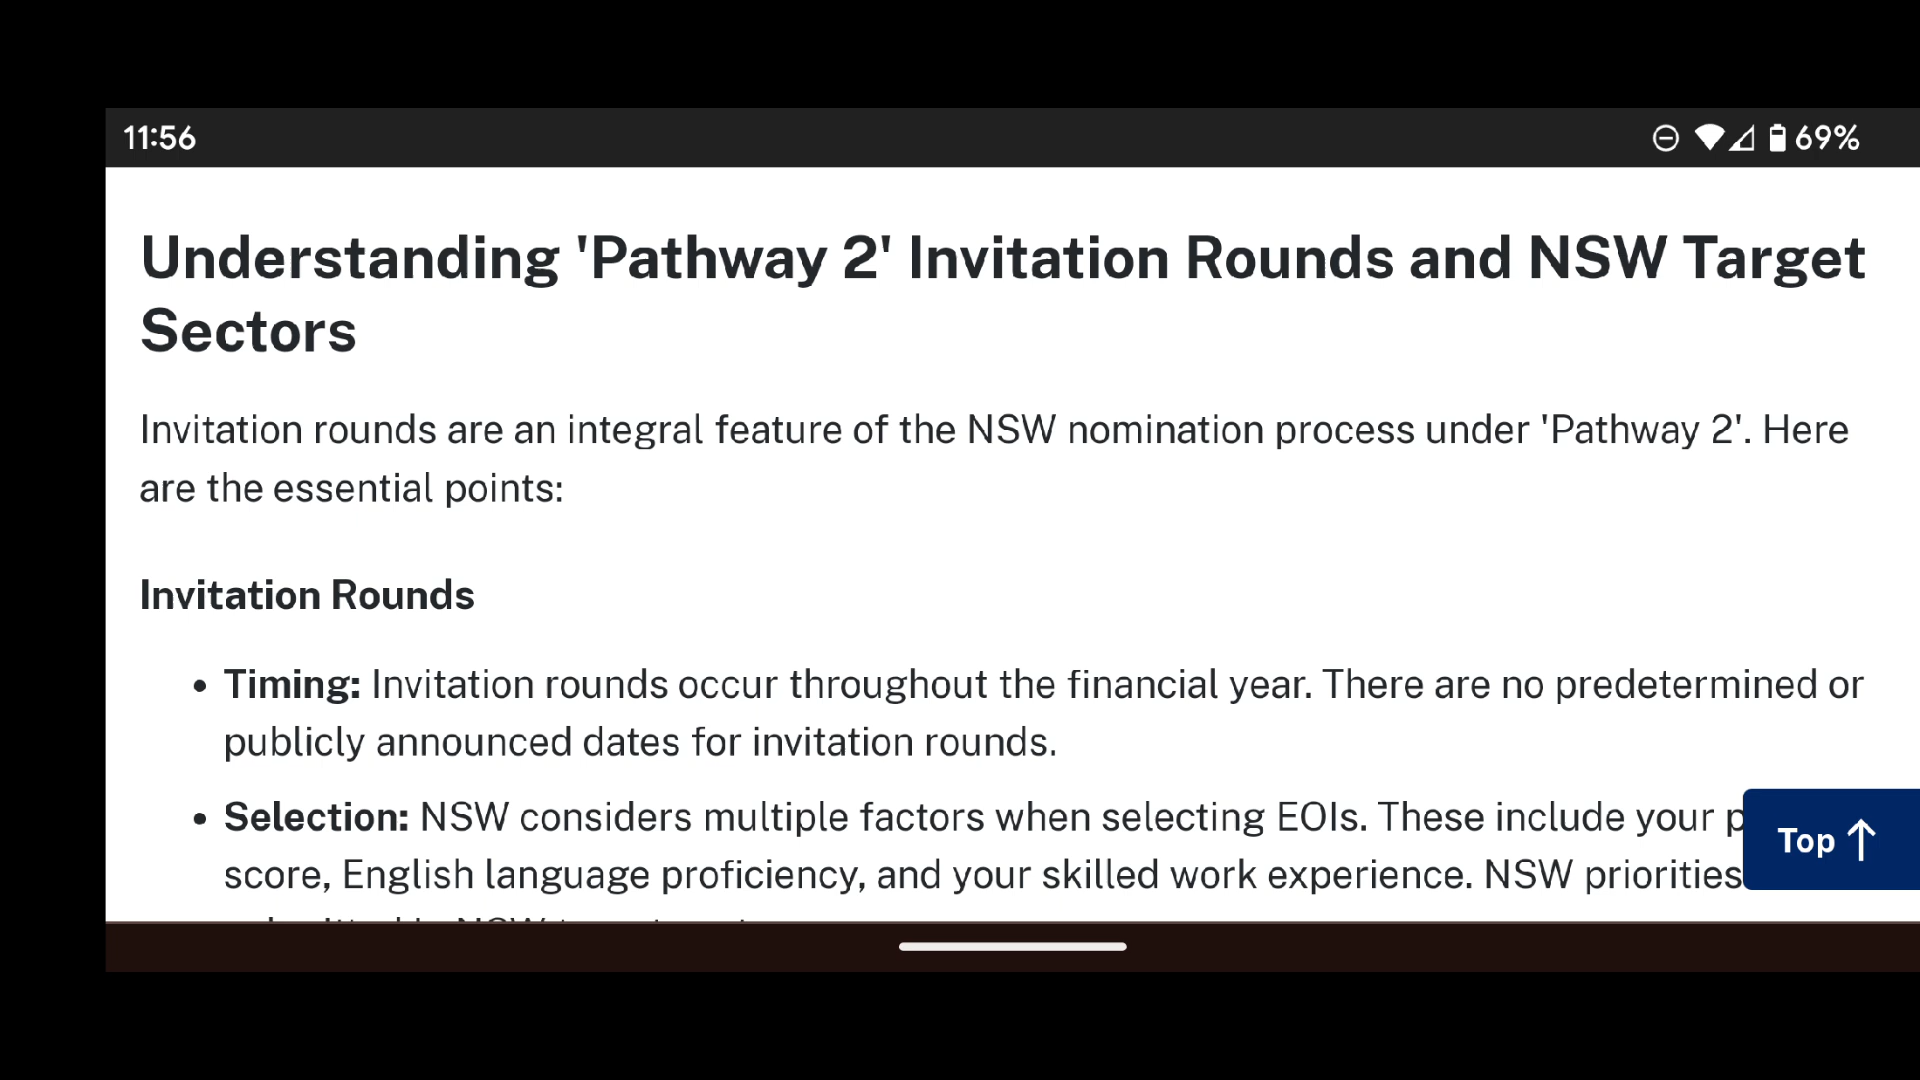 11:56
69%
Understanding 'Pathway 2' Invitation Rounds and NSW Target
Sectors
Invitation rounds are an integral feature of the NSW nomination process under 'Pathway 2'. Here
are the essential points:
Invitation Rounds
• Timing: Invitation rounds occur throughout the financial year. There are no predetermined or
publicly announced dates for invitation rounds.
• Selection: NSW considers multiple factors when selecting EOIs. These include your
Top ↑
score, English language proficiency, and your skilled work experience. NSW priorities